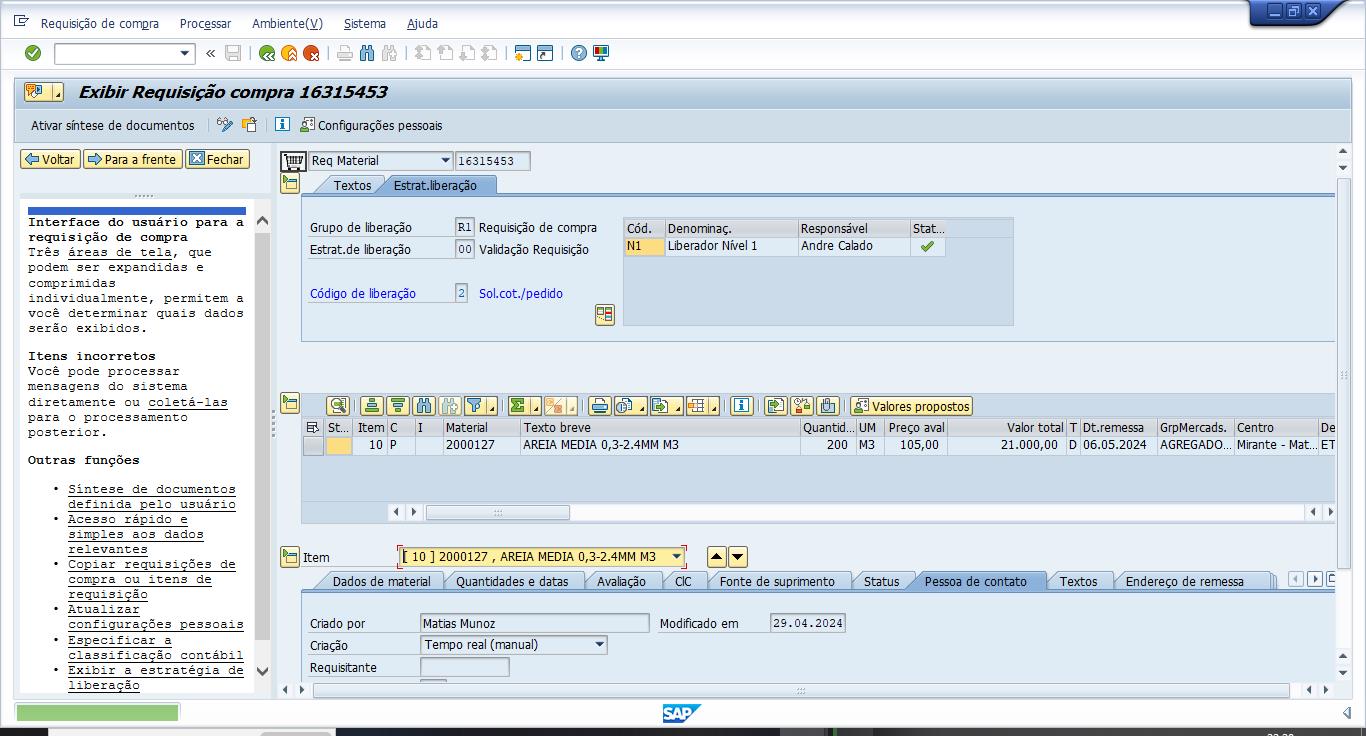 Requisição de compra Processar Ambiente(V) Sistema Ajuda
Exibir Requisição compra 16315453
Ativar síntese de documentos Configurações pessoais
Voltar Para a frente Fechar
Interface do usuário para a
requisição de compra
Três áreas de tela, que
podem ser expandidas e
comprimidas
individualmente, permitem a
você determinar quais dados
serão exibidos.
Itens incorretos
Você pode processar
mensagens do sistema
diretamente ou coletá-las
para o processamento
posterior.
Outras funções
• Síntese de documentos
definida pelo usuário
• Acesso rápido e
simples aos dados
relevantes
• Copiar requisições de
compra ou itens de
requisição
• Atualizar
configurações pessoais
• Especificar a
classificação contábil
• Exibir a estratégia de
liberação
Req Material 16315453
Textos Estrat.liberação
Grupo de liberação R1 Requisição de compra
Estrat.de liberação 00 Validação Requisição
Código de liberação 2 Sol.cot./pedido
Cód. Denominaç. Responsável Stat...
N1 Liberador Nível 1 Andre Calado
Valores propostos
St... Item C I Material Texto breve Quantid... UM Preço aval Valor total T Dt.remessa GrpMercads. Centro De
10 P 2000127 AREIA MEDIA 0,3-2.4MM M3 200 M3 105,00 21.000,00 D 06.05.2024 AGREGADO... Mirante - Mat... ET
Item [ 10 ] 2000127 , AREIA MEDIA 0,3-2.4MM M3
Dados de material Quantidades e datas Avaliação ClC Fonte de suprimento Status Pessoa de contato Textos Endereço de remessa
Criado por Matias Munoz Modificado em 29.04.2024
Criação Tempo real (manual)
Requisitante
SAP